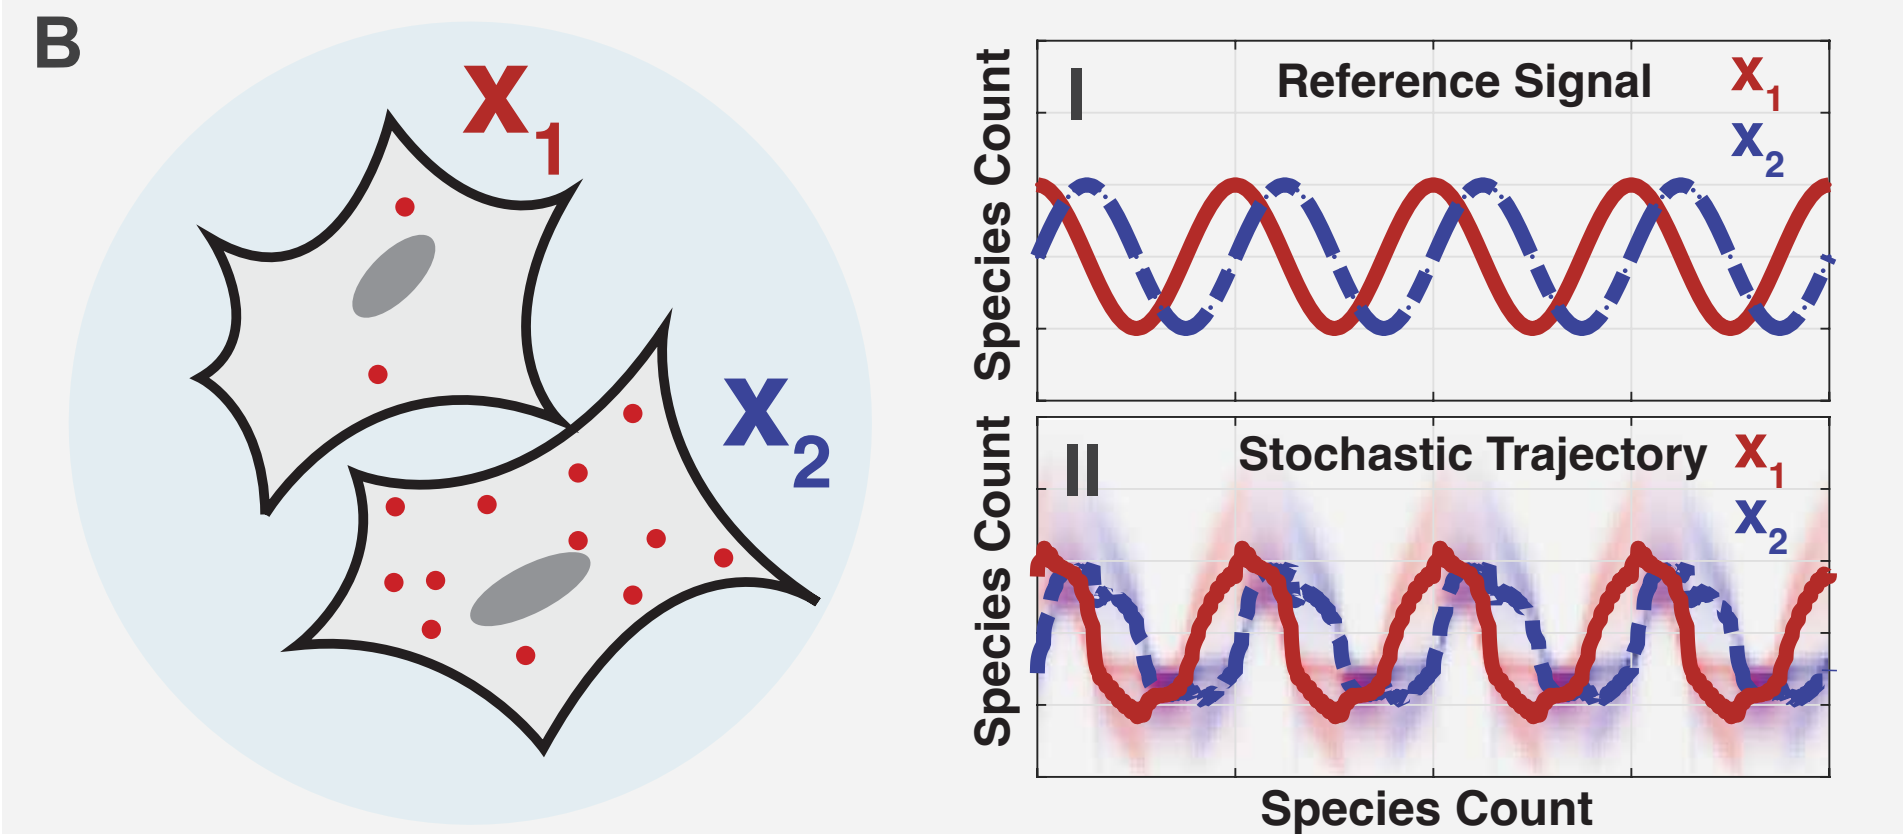 B
x1
x2
Species Count
I
Reference Signal
x1
x2
Species Count
II
Stochastic Trajectory
x1
x2
Species Count